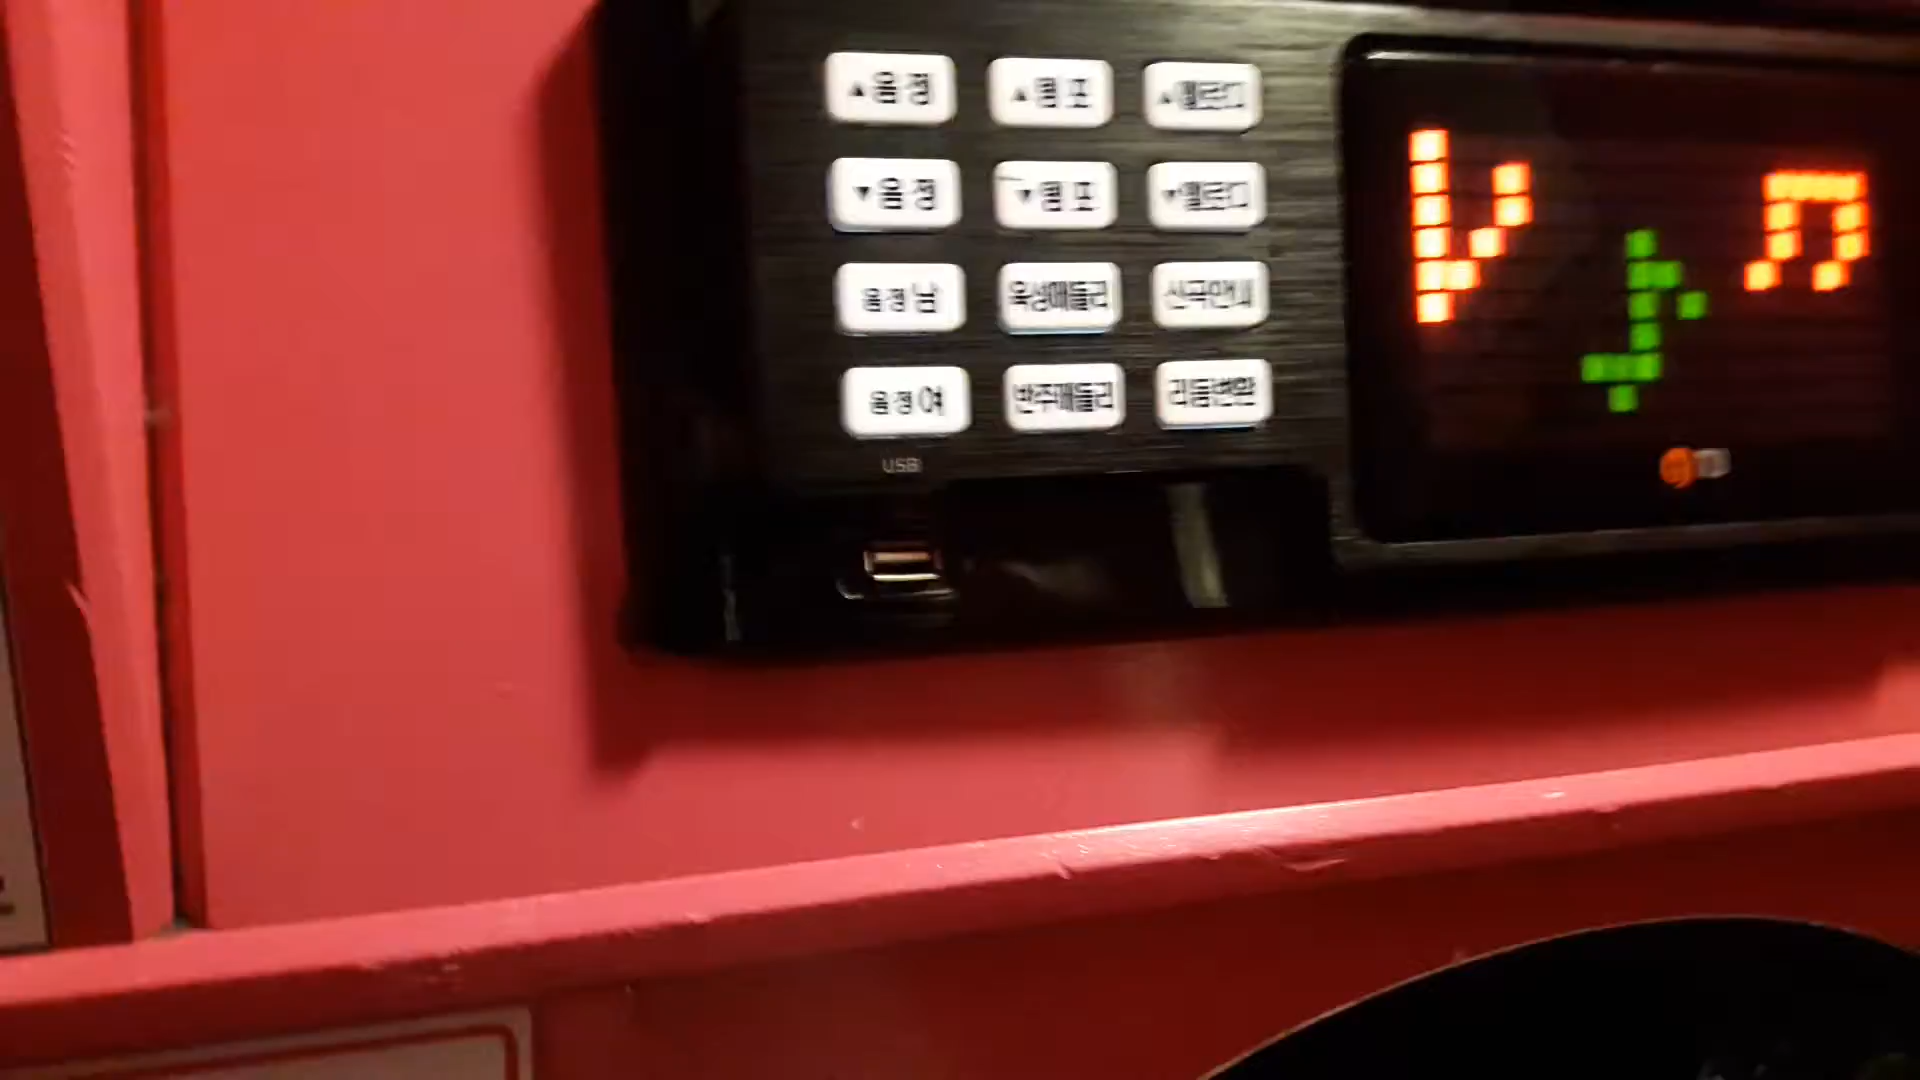 ▲음정 ▲템포 ▲멜로디
▼음정 ▼템포 ▼멜로디
음정남 육성메들리 신곡안내
음정여 반주메들리 리듬변환
USB